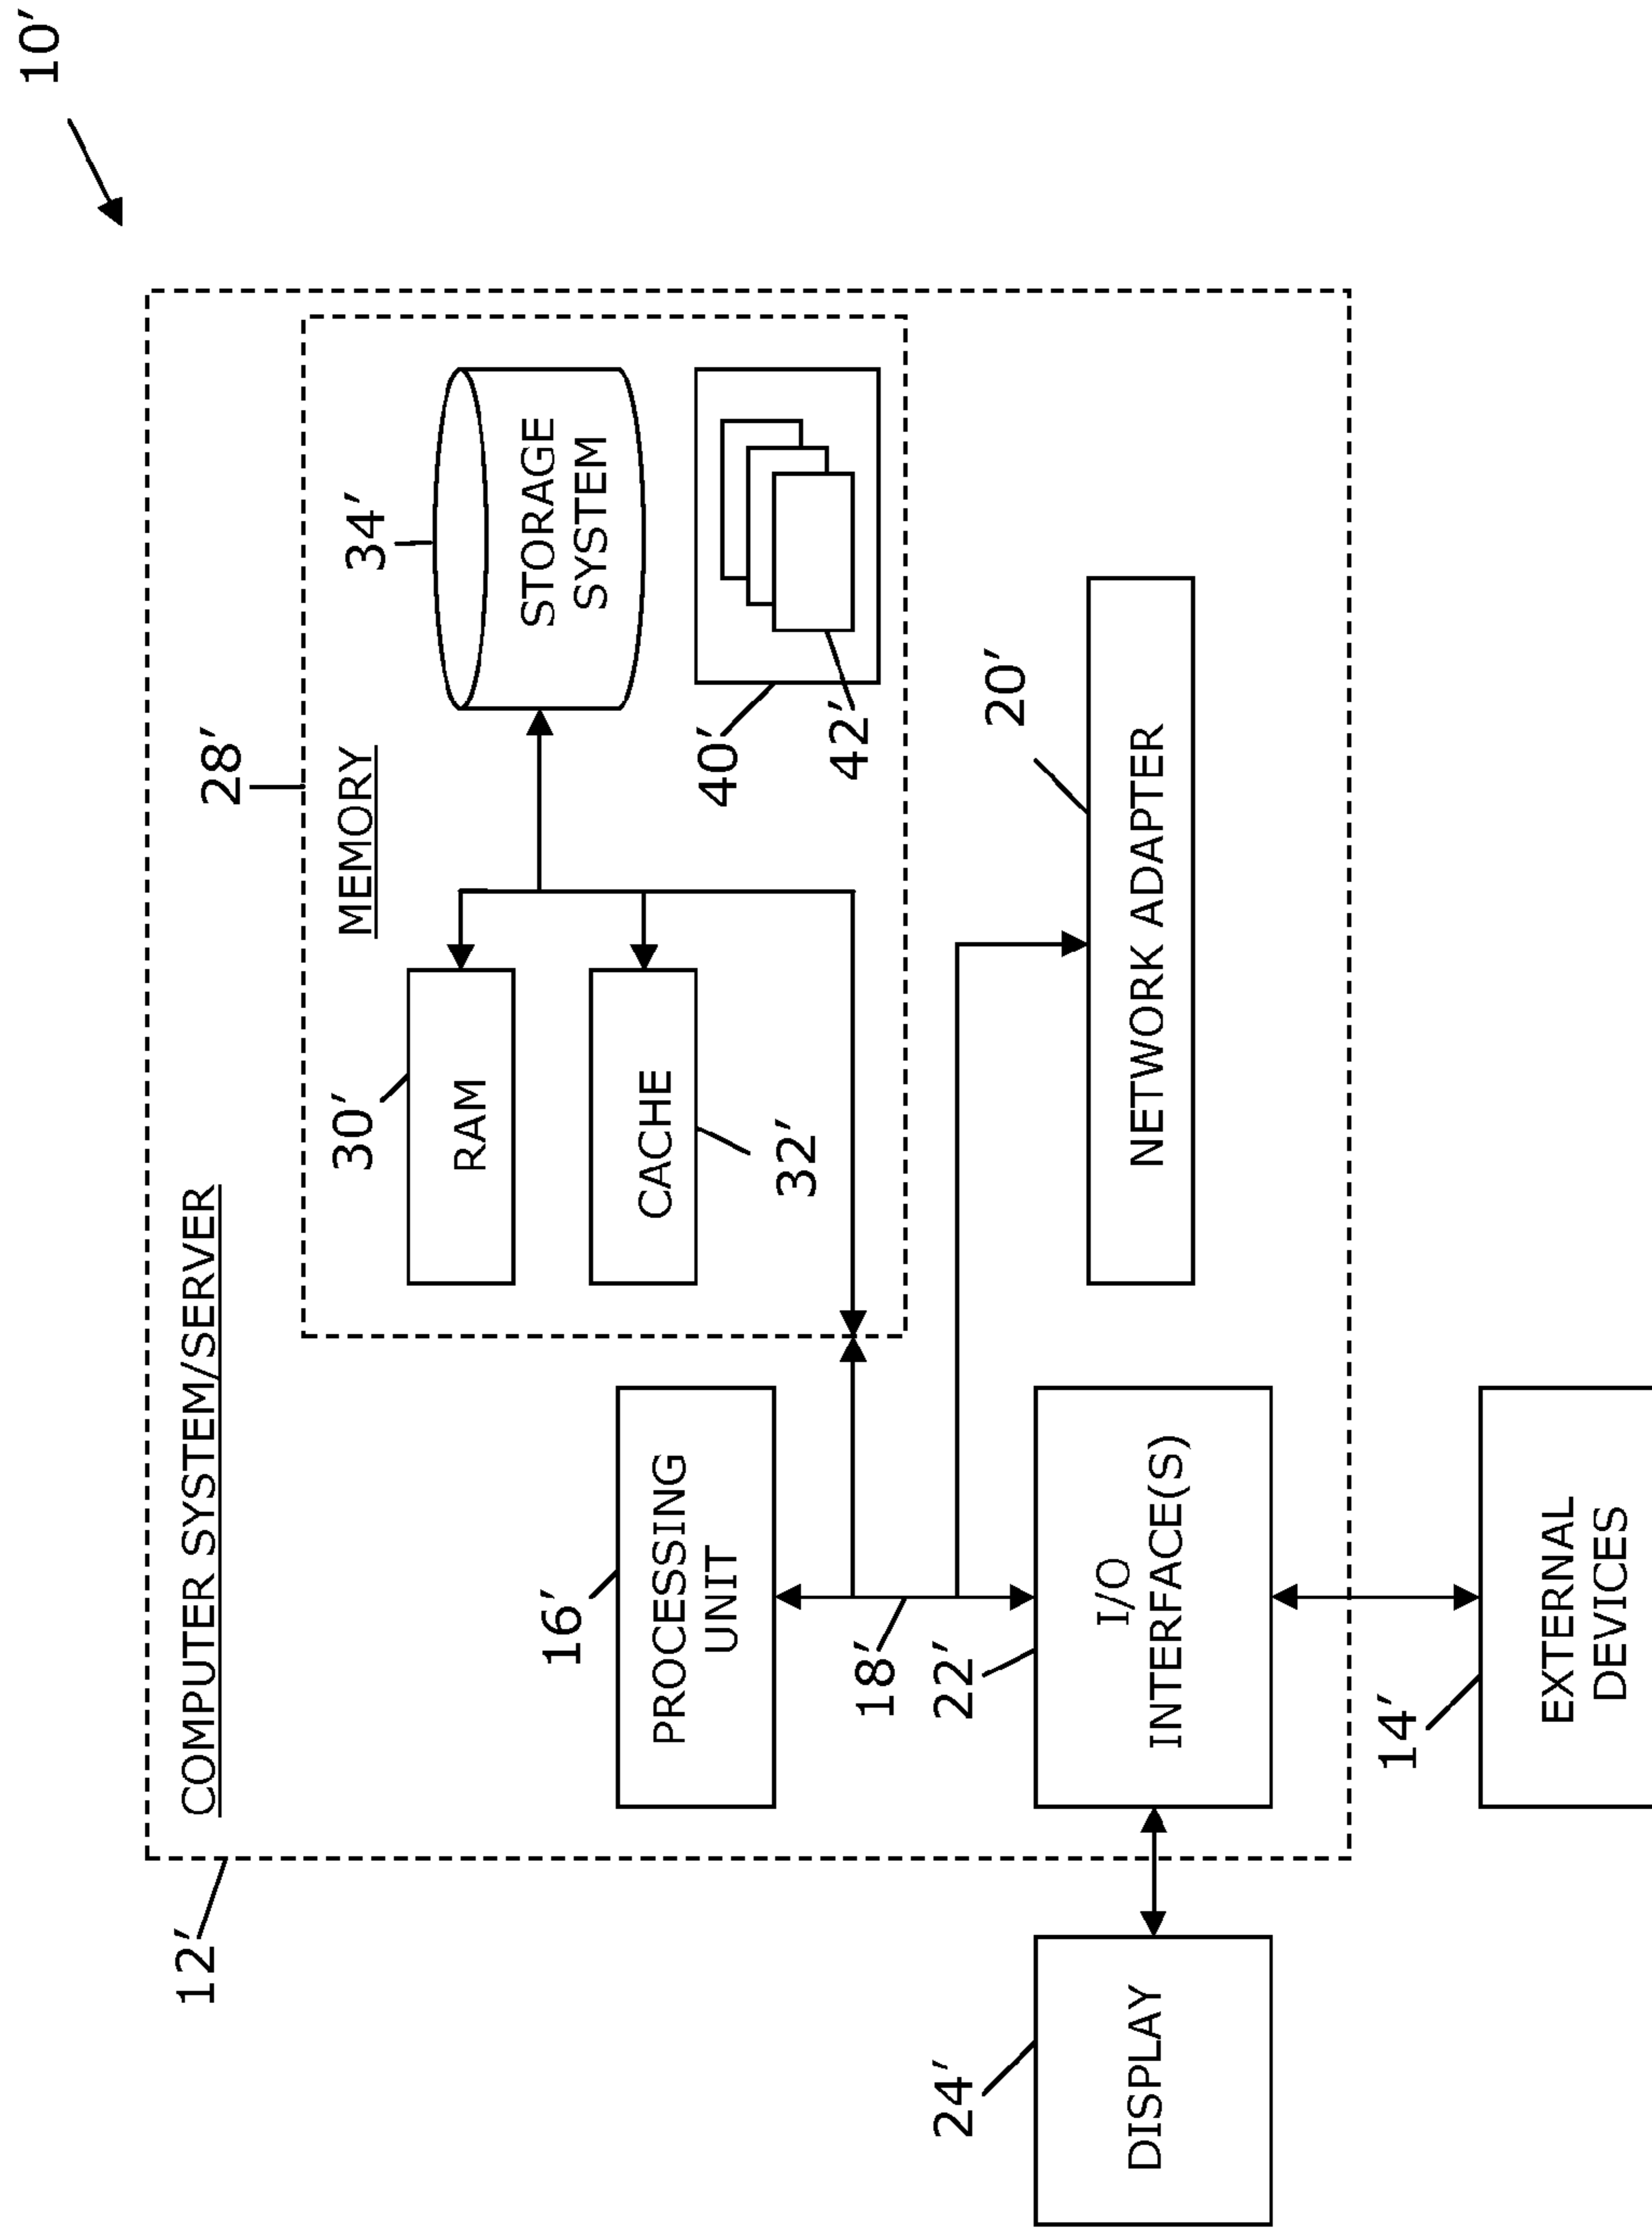 10′
12′
COMPUTER SYSTEM/SERVER
28′
MEMORY
34′
STORAGE
SYSTEM
30′
RAM
CACHE
32′
40′
42′
16′
PROCESSING
UNIT
18′
20′
NETWORK ADAPTER
22′
I/O
INTERFACE(S)
24′
DISPLAY
14′
EXTERNAL
DEVICES